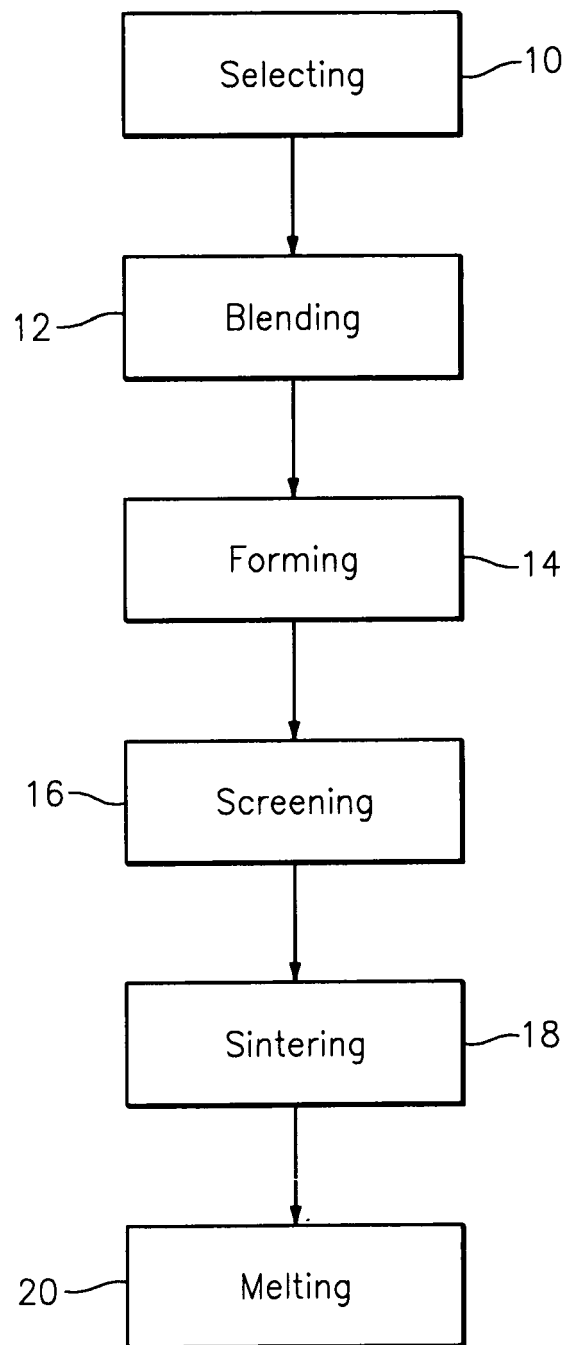 Selecting 10
12 Blending
Forming 14
16 Screening
Sintering 18
20 Melting